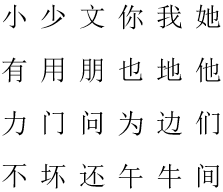 小 少 文 你 我 她
有 用 朋 也 地 他
力 门 问 为 边 们
不 坏 还 午 牛 间